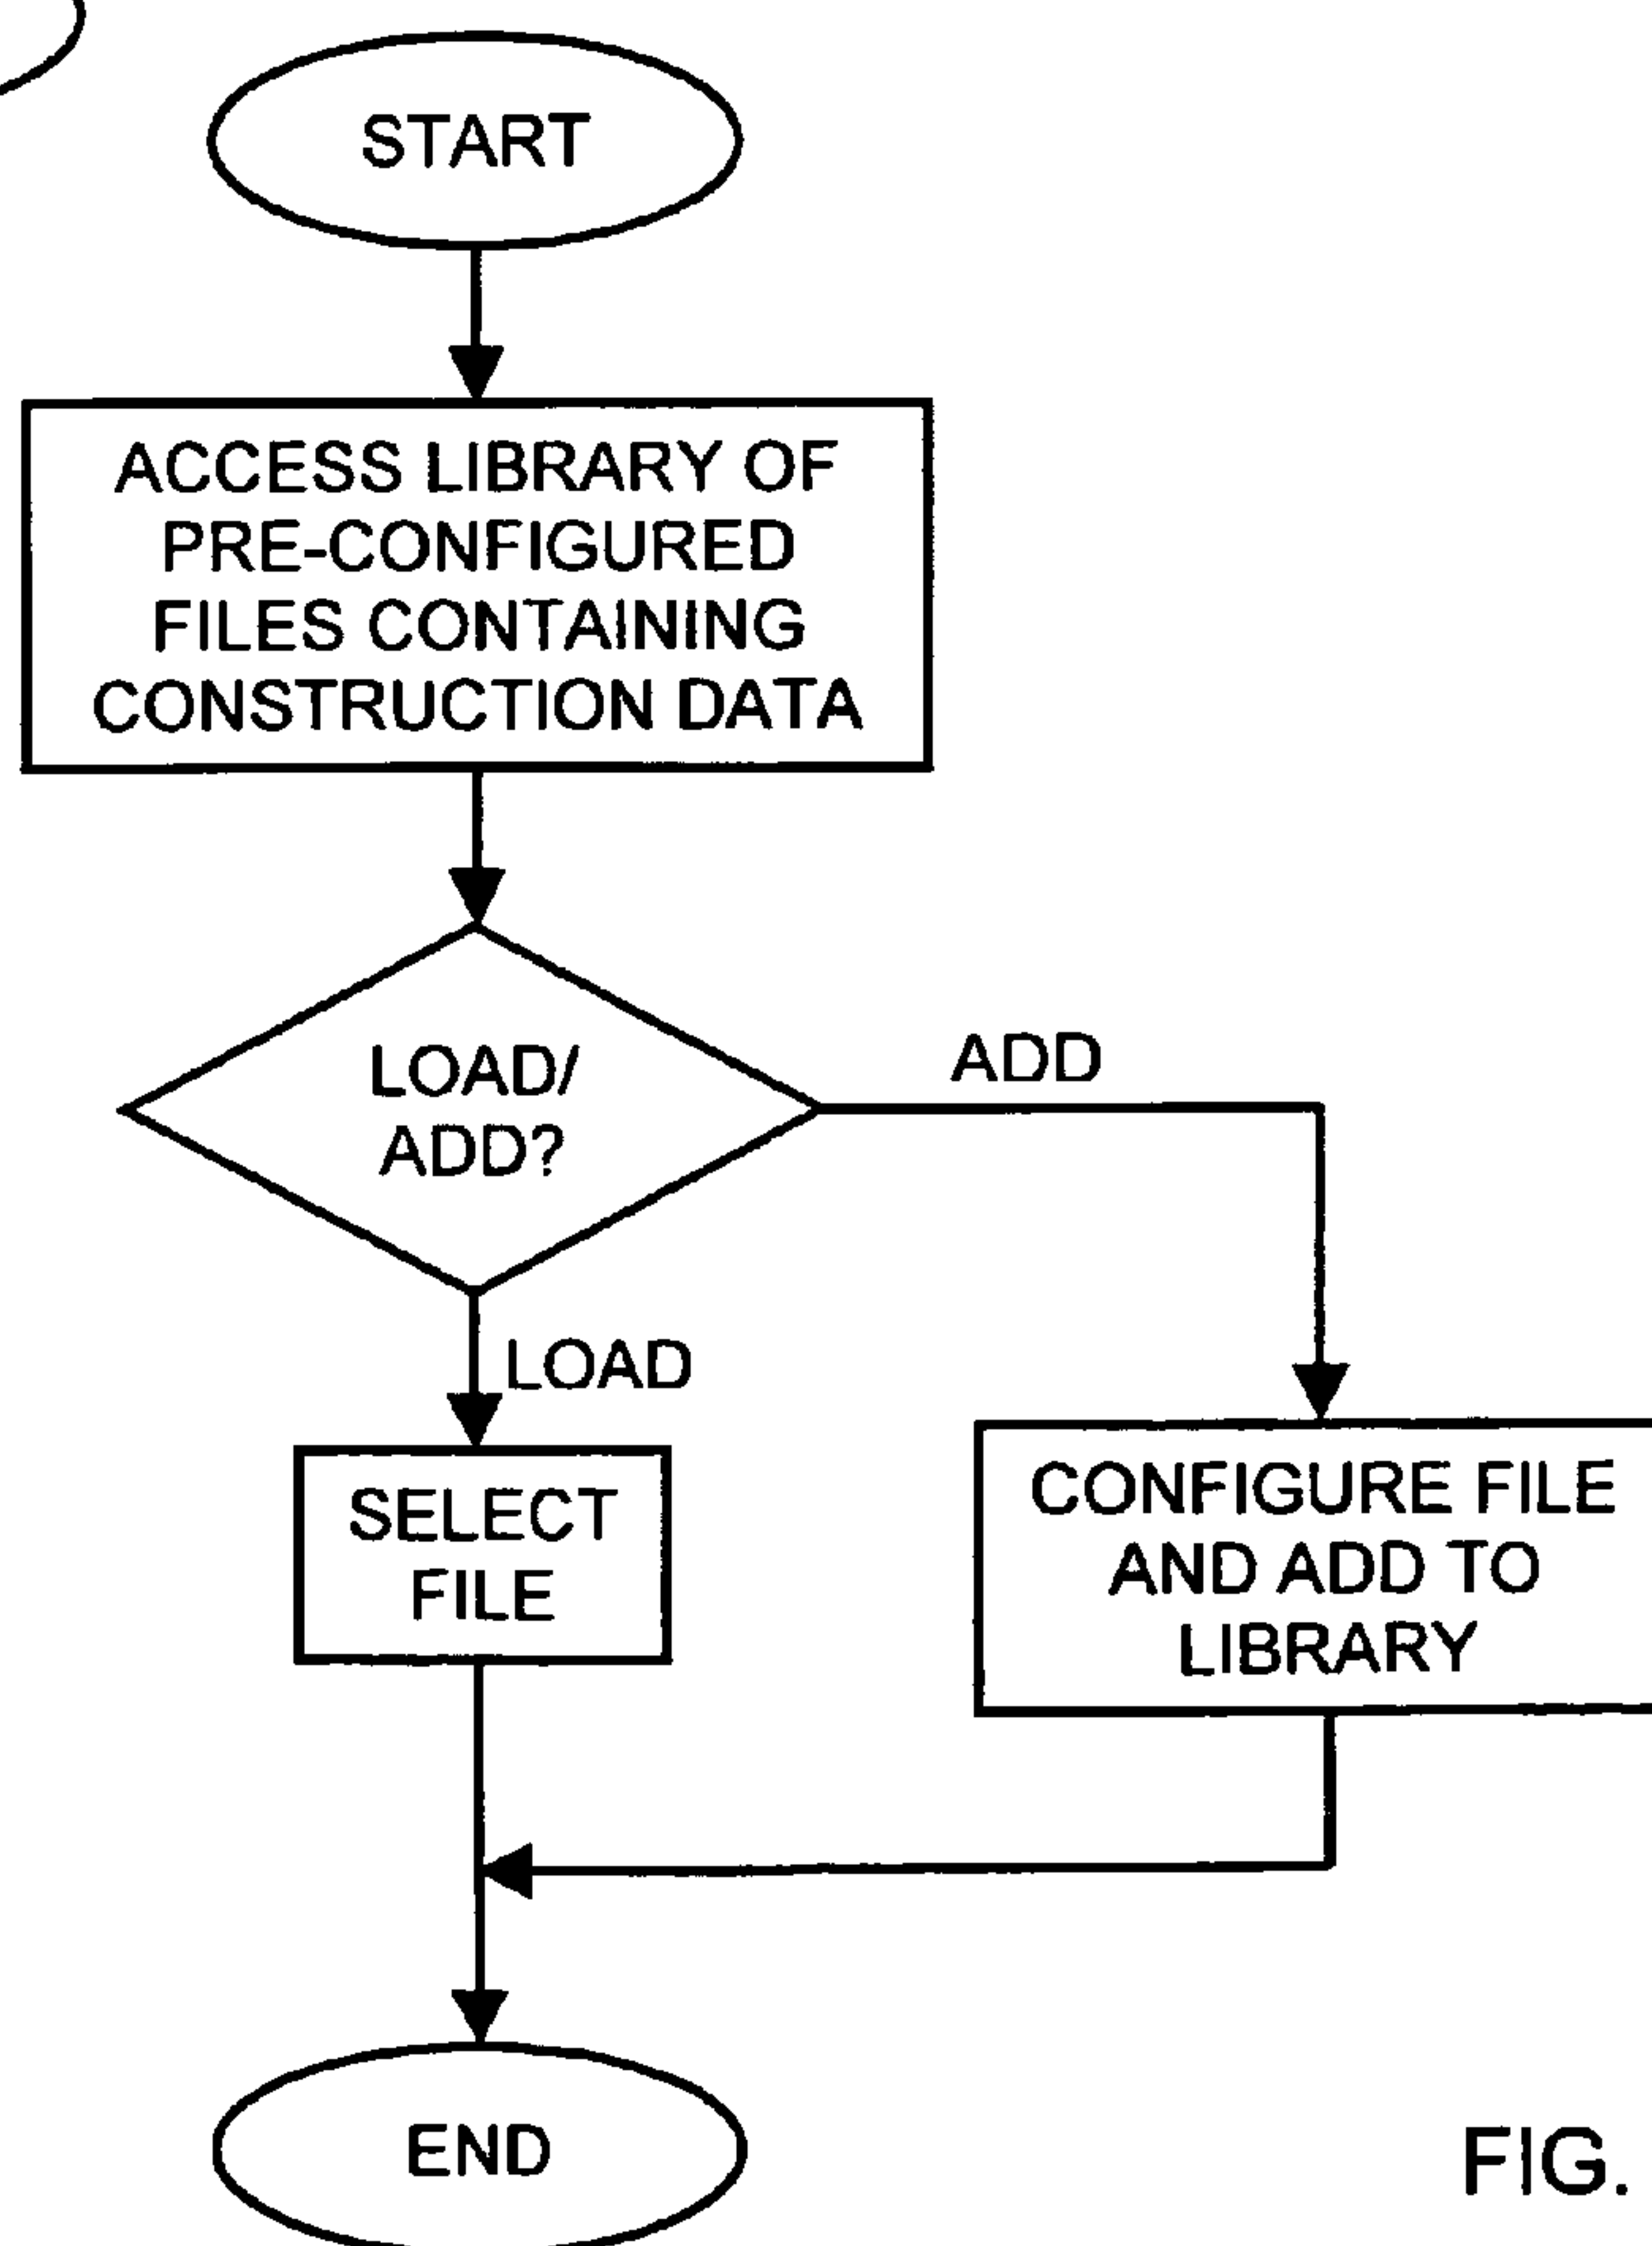 START
ACCESS LIBRARY OF
PRE-CONFIGURED
FILES CONTAINING
CONSTRUCTION DATA
LOAD/
ADD?
ADD
LOAD
SELECT
FILE
CONFIGURE FILE
AND ADD TO
LIBRARY
END
FIG.